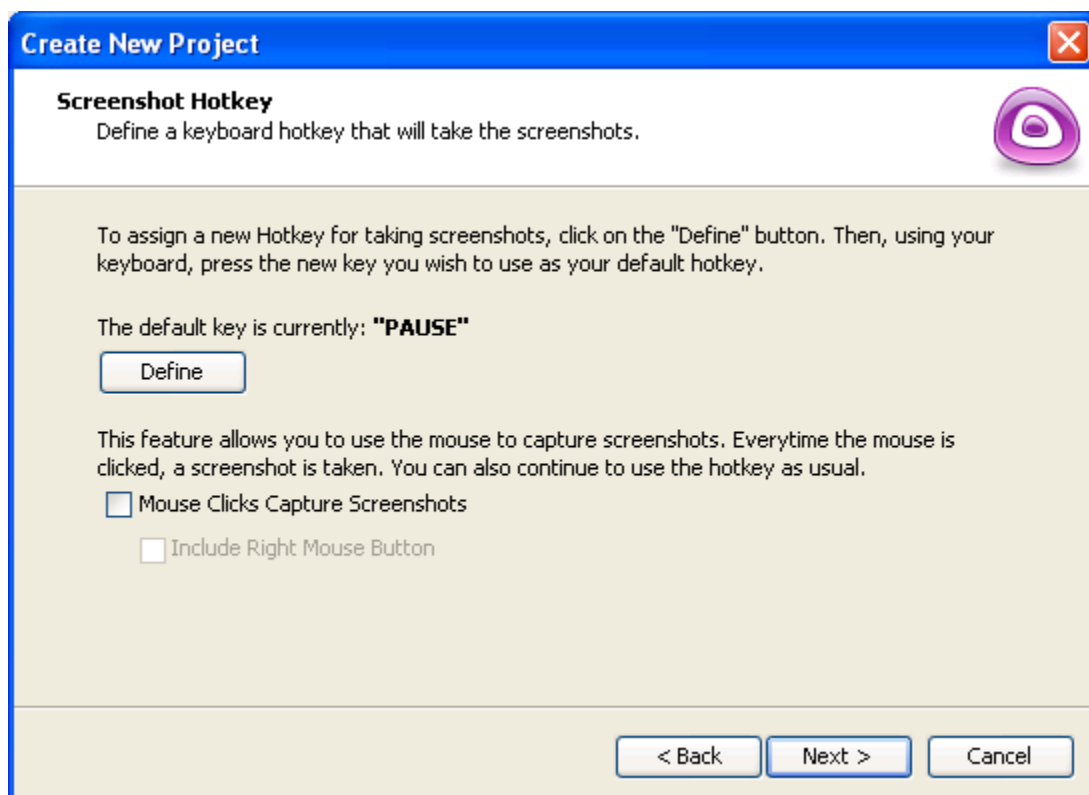 Create New Project
Screenshot Hotkey
Define a keyboard hotkey that will take the screenshots.
To assign a new Hotkey for taking screenshots, click on the "Define" button. Then, using your
keyboard, press the new key you wish to use as your default hotkey.
The default key is currently: "PAUSE"
Define
This feature allows you to use the mouse to capture screenshots. Everytime the mouse is
clicked, a screenshot is taken. You can also continue to use the hotkey as usual.
Mouse Clicks Capture Screenshots
Include Right Mouse Button
< Back Next > Cancel